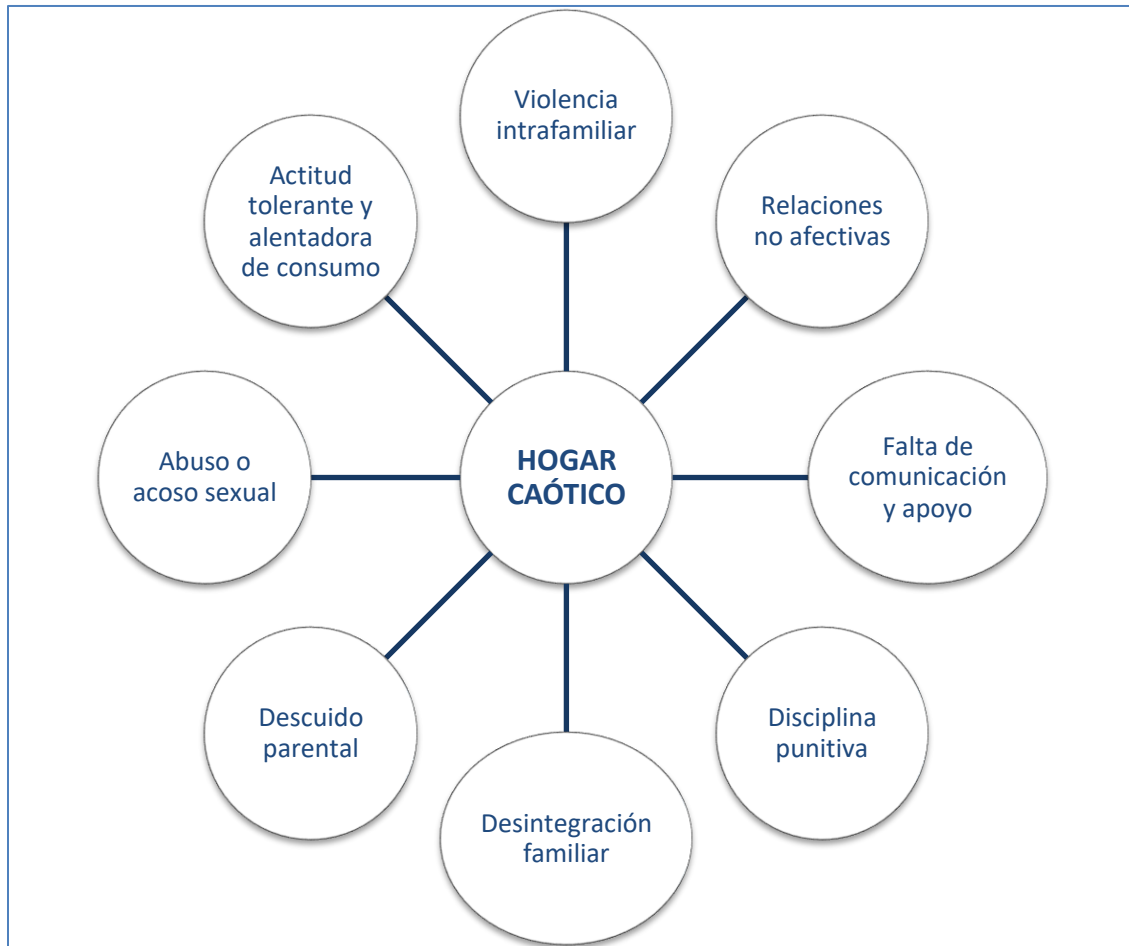 Violencia
intrafamiliar
Relaciones
no afectivas
Falta de
comunicación
y apoyo
Disciplina
punitiva
Desintegración
familiar
Descuido
parental
Abuso o
acoso sexual
Actitud
tolerante y
alentadora
de consumo
HOGAR
CAÓTICO